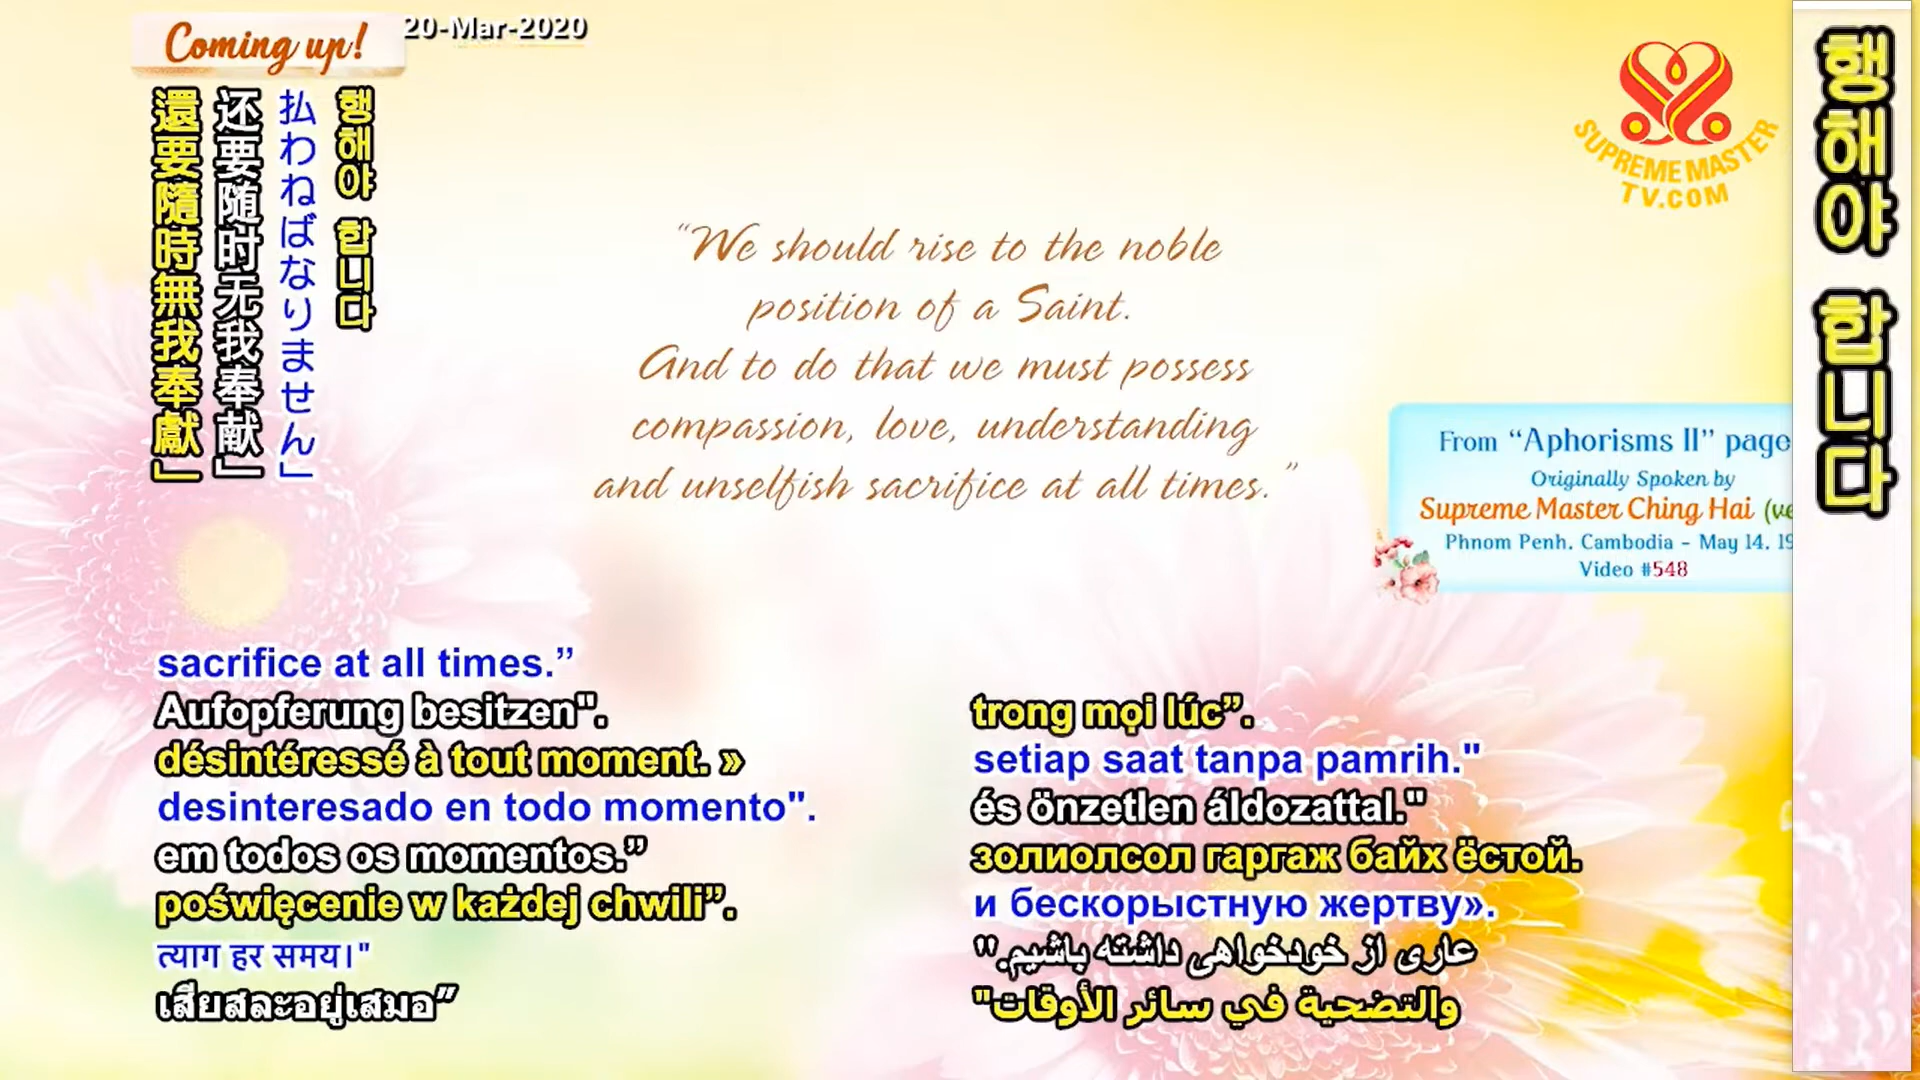 Coming up!
20-Mar-2020
행해야 합니다
払わねばなりません」
还要随时无我奉献」
還要隨時無我奉獻」
SUPREME MASTER
TV.COM
“We should rise to the noble
position of a Saint.
And to do that we must possess
compassion, love, understanding
and unselfish sacrifice at all times.”
From “Aphorisms II” page
Originally Spoken by
Supreme Master Ching Hai (ve
Phnom Penh, Cambodia – May 14, 19
Video #548
행해야 합니다
sacrifice at all times.”
Aufopferung besitzen".
désintéressé à tout moment. »
desinteresado en todo momento".
em todos os momentos.”
poświęcenie w każdej chwili”.
त्याग हर समय।"
เสียสละอยู่เสมอ”
trong mọi lúc”.
setiap saat tanpa pamrih."
és önzetlen áldozattal."
золиолсол гаргаж байх ёстой.
и бескорыстную жертву».
عاری از خودخواهی داشته باشیم."
والتضحية في سائر الأوقات"